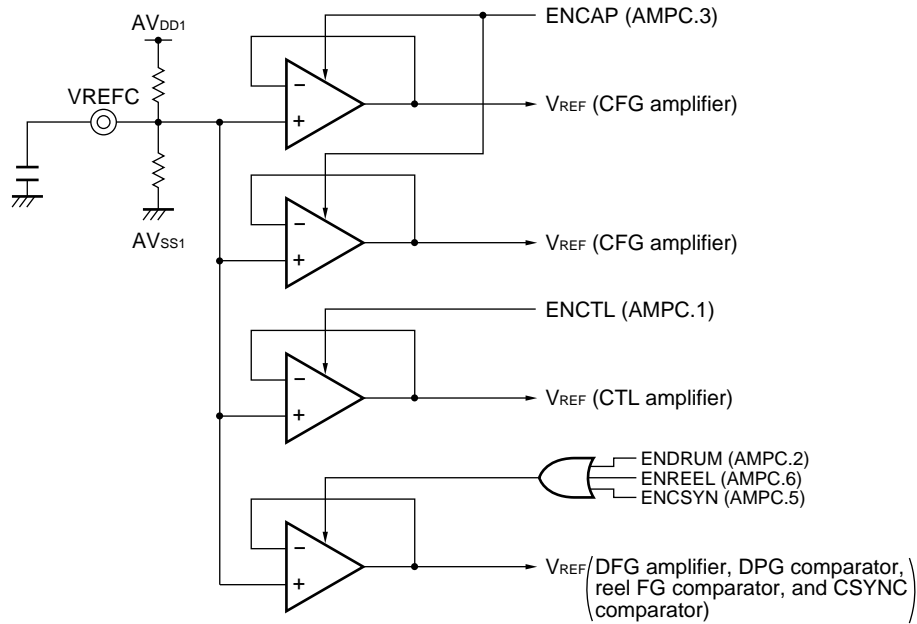 AVDD1
VREFC
AVSS1
ENCAP (AMPC.3)
−
+
VREF (CFG amplifier)
−
+
VREF (CFG amplifier)
ENCTL (AMPC.1)
−
+
VREF (CTL amplifier)
ENDRUM (AMPC.2)
ENREEL (AMPC.6)
ENCSYN (AMPC.5)
−
+
VREF (DFG amplifier, DPG comparator,
reel FG comparator, and CSYNC
comparator)